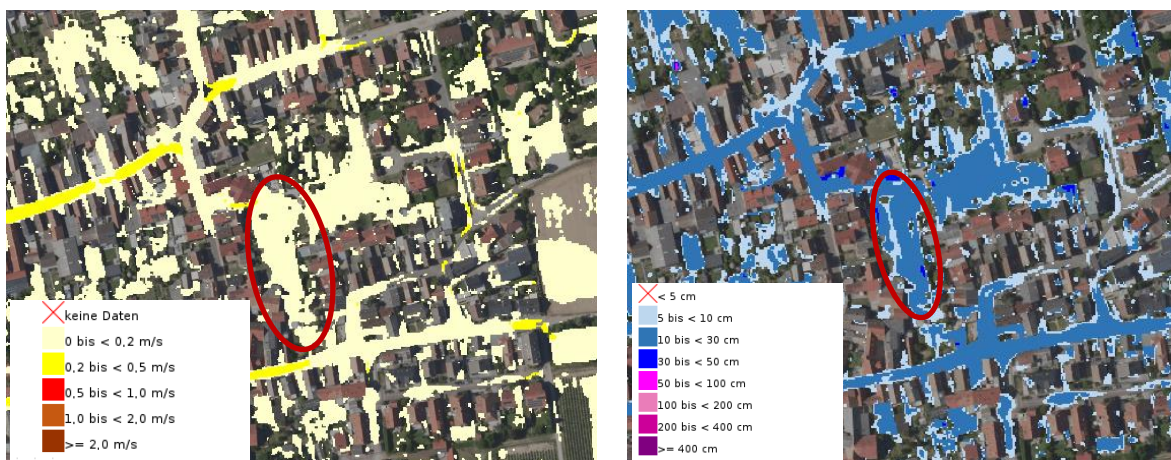 keine Daten
0 bis < 0,2 m/s
0,2 bis < 0,5 m/s
0,5 bis < 1,0 m/s
1,0 bis < 2,0 m/s
>= 2,0 m/s
< 5 cm
5 bis < 10 cm
10 bis < 30 cm
30 bis < 50 cm
50 bis < 100 cm
100 bis < 200 cm
200 bis < 400 cm
>= 400 cm